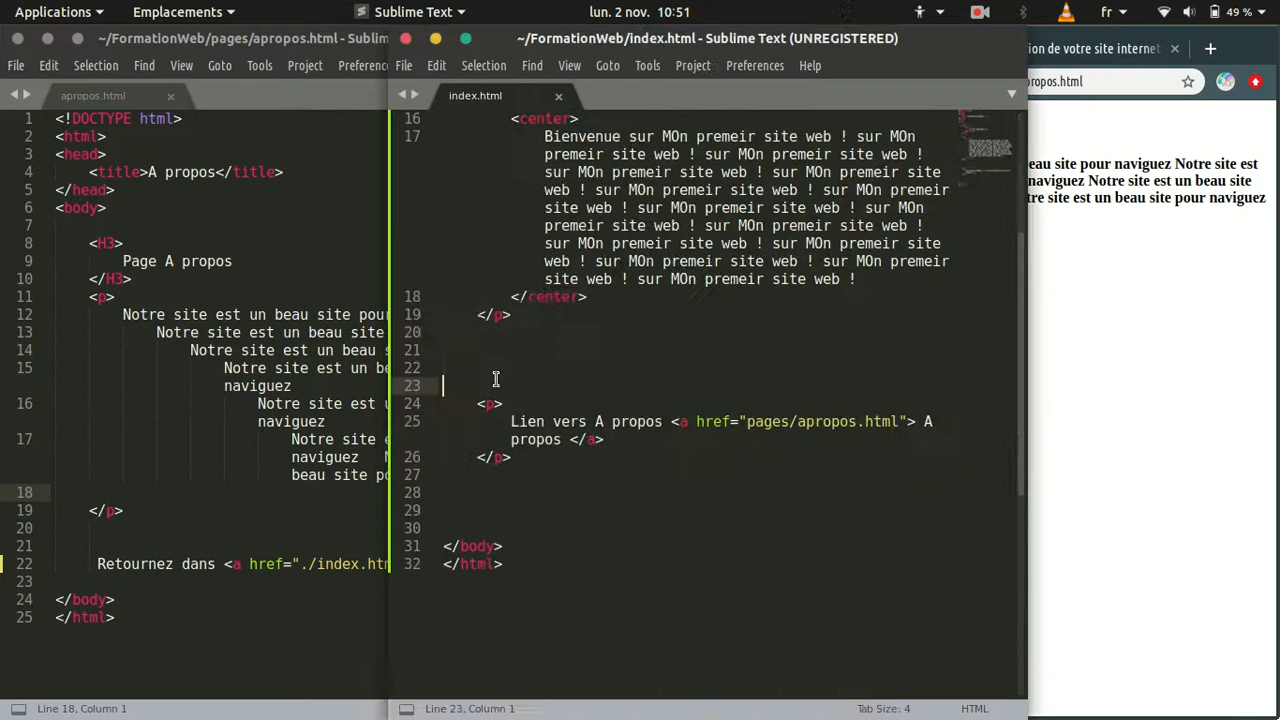 Applications
Emplacements
Sublime Text
lun. 2 nov. 10:51
fr
49 %
~/FormationWeb/pages/apropos.html - Sublim
File Edit Selection Find View Goto Tools Project Preferenc
apropos.html
1 <!DOCTYPE html>
2 <html>
3 <head>
4 <title>A propos</title>
5 </head>
6 <body>
7
8 <H3>
9 Page A propos
10 </H3>
11 <p>
12 Notre site est un beau site pour
13 Notre site est un beau site
14 Notre site est un beau s
15 Notre site est un be
naviguez
16 Notre site est u
naviguez
17 Notre site e
naviguez N
beau site po
18
19 </p>
20
21
22 Retournez dans <a href="./index.htm
23
24 </body>
25 </html>
Line 18, Column 1
~/FormationWeb/index.html - Sublime Text (UNREGISTERED)
File Edit Selection Find View Goto Tools Project Preferences Help
index.html
16 <center>
17 Bienvenue sur MOn premeir site web ! sur MOn
premeir site web ! sur MOn premeir site web !
sur MOn premeir site web ! sur MOn premeir site
web ! sur MOn premeir site web ! sur MOn premeir
site web ! sur MOn premeir site web ! sur MOn
premeir site web ! sur MOn premeir site web !
sur MOn premeir site web ! sur MOn premeir site
web ! sur MOn premeir site web ! sur MOn premeir
site web ! sur MOn premeir site web !
18 </center>
19 </p>
20
21
22
23
24 <p>
25 Lien vers A propos <a href="pages/apropos.html"> A
propos </a>
26 </p>
27
28
29
30
31 </body>
32 </html>
Line 23, Column 1
Tab Size: 4
HTML
ion de votre site internet
propos.html
eau site pour naviguez Notre site est
naviguez Notre site est un beau site
tre site est un beau site pour naviguez